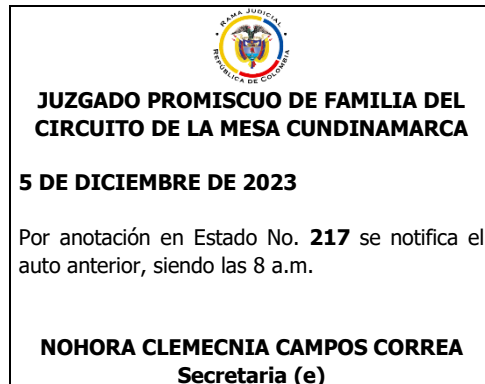 RAMA JUDICIAL
REPÚBLICA DE COLOMBIA
JUZGADO PROMISCUO DE FAMILIA DEL
CIRCUITO DE LA MESA CUNDINAMARCA
5 DE DICIEMBRE DE 2023
Por anotación en Estado No. 217 se notifica el
auto anterior, siendo las 8 a.m.
NOHORA CLEMECNIA CAMPOS CORREA
Secretaria (e)